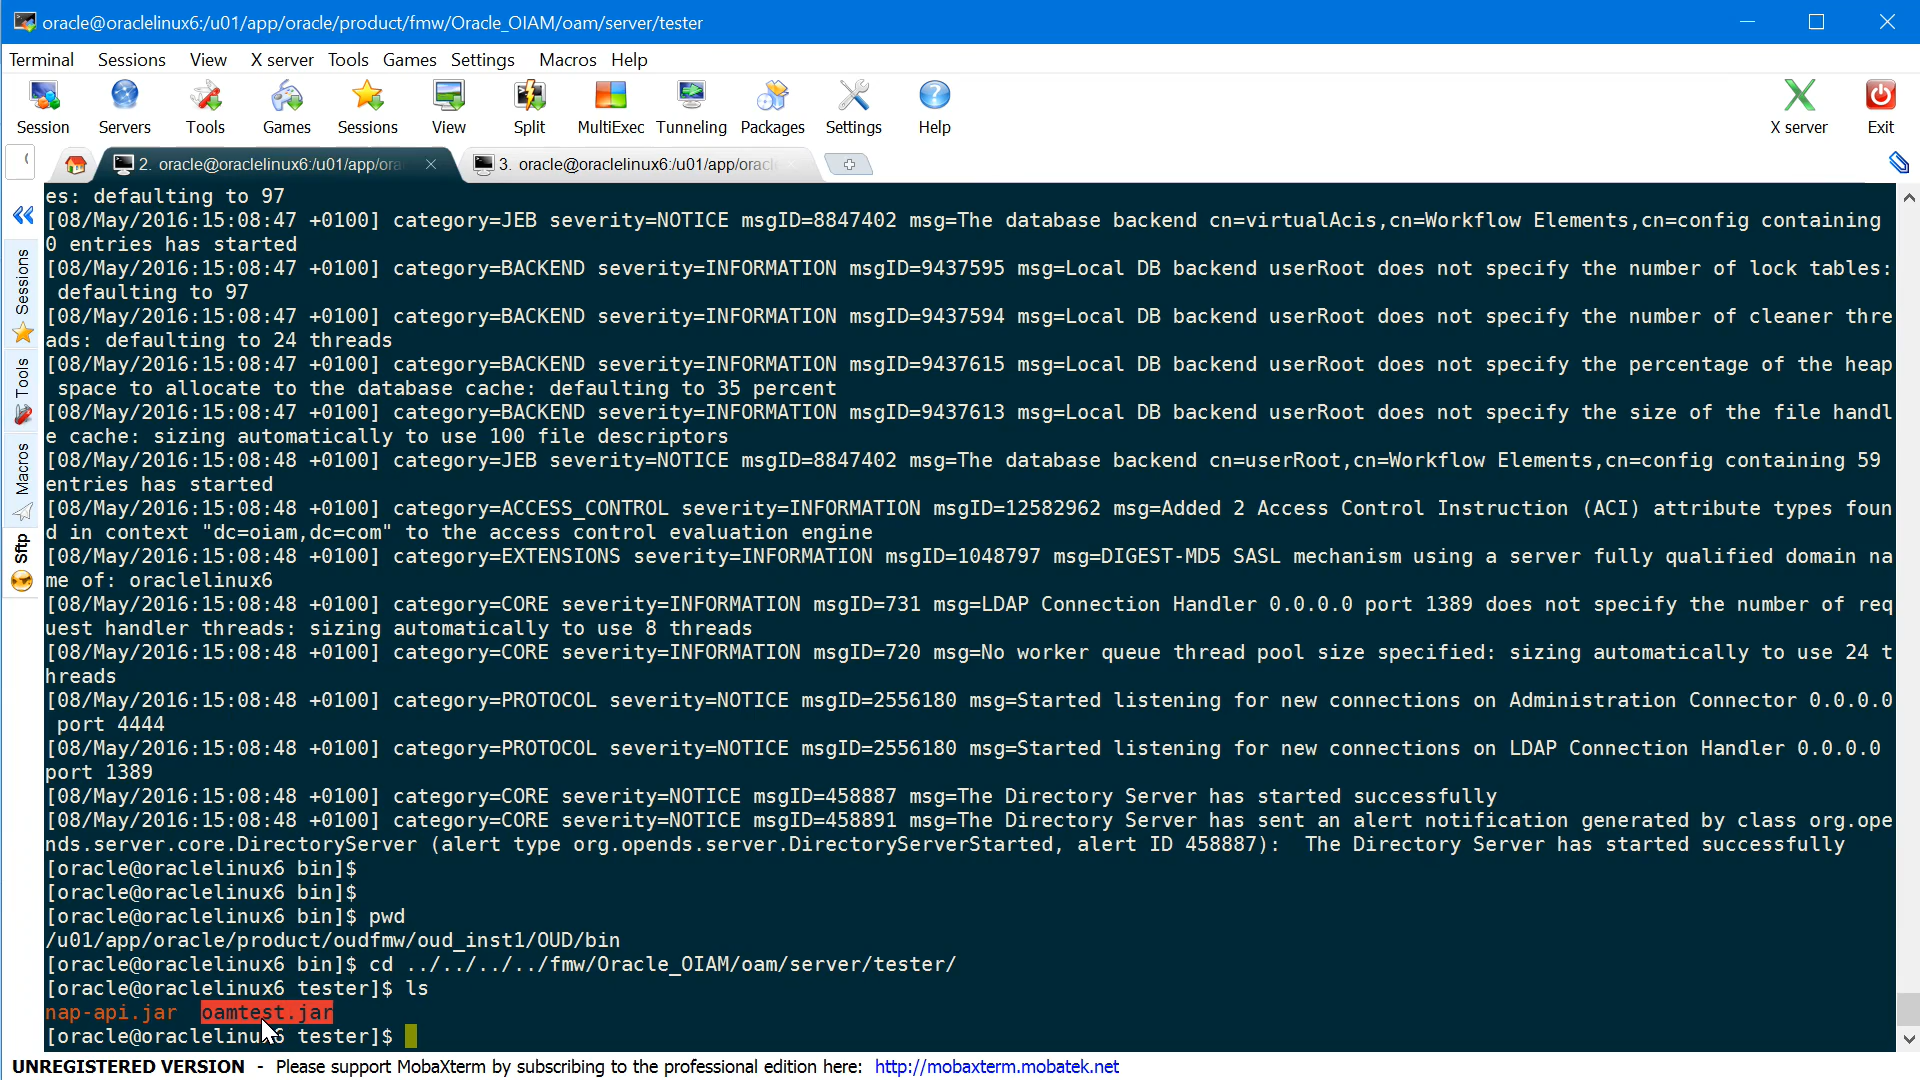 oracle@oraclelinux6:/u01/app/oracle/product/fmw/Oracle_OIAM/oam/server/tester
Terminal Sessions View X server Tools Games Settings Macros Help
Session Servers Tools Games Sessions View Split MultiExec Tunneling Packages Settings Help X server Exit
2. oracle@oraclelinux6:/u01/app/ora 3. oracle@oraclelinux6:/u01/app/oracl
Sessions
Tools
Macros
Sftp
es: defaulting to 97
[08/May/2016:15:08:47 +0100] category=JEB severity=NOTICE msgID=8847402 msg=The database backend cn=virtualAcis,cn=Workflow Elements,cn=config containing
0 entries has started
[08/May/2016:15:08:47 +0100] category=BACKEND severity=INFORMATION msgID=9437595 msg=Local DB backend userRoot does not specify the number of lock tables:
 defaulting to 97
[08/May/2016:15:08:47 +0100] category=BACKEND severity=INFORMATION msgID=9437594 msg=Local DB backend userRoot does not specify the number of cleaner thre
ads: defaulting to 24 threads
[08/May/2016:15:08:47 +0100] category=BACKEND severity=INFORMATION msgID=9437615 msg=Local DB backend userRoot does not specify the percentage of the heap
 space to allocate to the database cache: defaulting to 35 percent
[08/May/2016:15:08:47 +0100] category=BACKEND severity=INFORMATION msgID=9437613 msg=Local DB backend userRoot does not specify the size of the file handl
e cache: sizing automatically to use 100 file descriptors
[08/May/2016:15:08:48 +0100] category=JEB severity=NOTICE msgID=8847402 msg=The database backend cn=userRoot,cn=Workflow Elements,cn=config containing 59
entries has started
[08/May/2016:15:08:48 +0100] category=ACCESS_CONTROL severity=INFORMATION msgID=12582962 msg=Added 2 Access Control Instruction (ACI) attribute types foun
d in context "dc=oiam,dc=com" to the access control evaluation engine
[08/May/2016:15:08:48 +0100] category=EXTENSIONS severity=INFORMATION msgID=1048797 msg=DIGEST-MD5 SASL mechanism using a server fully qualified domain na
me of: oraclelinux6
[08/May/2016:15:08:48 +0100] category=CORE severity=INFORMATION msgID=731 msg=LDAP Connection Handler 0.0.0.0 port 1389 does not specify the number of req
uest handler threads: sizing automatically to use 8 threads
[08/May/2016:15:08:48 +0100] category=CORE severity=INFORMATION msgID=720 msg=No worker queue thread pool size specified: sizing automatically to use 24 t
hreads
[08/May/2016:15:08:48 +0100] category=PROTOCOL severity=NOTICE msgID=2556180 msg=Started listening for new connections on Administration Connector 0.0.0.0
 port 4444
[08/May/2016:15:08:48 +0100] category=PROTOCOL severity=NOTICE msgID=2556180 msg=Started listening for new connections on LDAP Connection Handler 0.0.0.0
port 1389
[08/May/2016:15:08:48 +0100] category=CORE severity=NOTICE msgID=458887 msg=The Directory Server has started successfully
[08/May/2016:15:08:48 +0100] category=CORE severity=NOTICE msgID=458891 msg=The Directory Server has sent an alert notification generated by class org.ope
nds.server.core.DirectoryServer (alert type org.opends.server.DirectoryServerStarted, alert ID 458887):  The Directory Server has started successfully
[oracle@oraclelinux6 bin]$
[oracle@oraclelinux6 bin]$
[oracle@oraclelinux6 bin]$ pwd
/u01/app/oracle/product/oudfmw/oud_inst1/OUD/bin
[oracle@oraclelinux6 bin]$ cd ../../../../fmw/Oracle_OIAM/oam/server/tester/
[oracle@oraclelinux6 tester]$ ls
nap-api.jar  oamtest.jar
[oracle@oraclelinux6 tester]$
UNREGISTERED VERSION - Please support MobaXterm by subscribing to the professional edition here: http://mobaxterm.mobatek.net